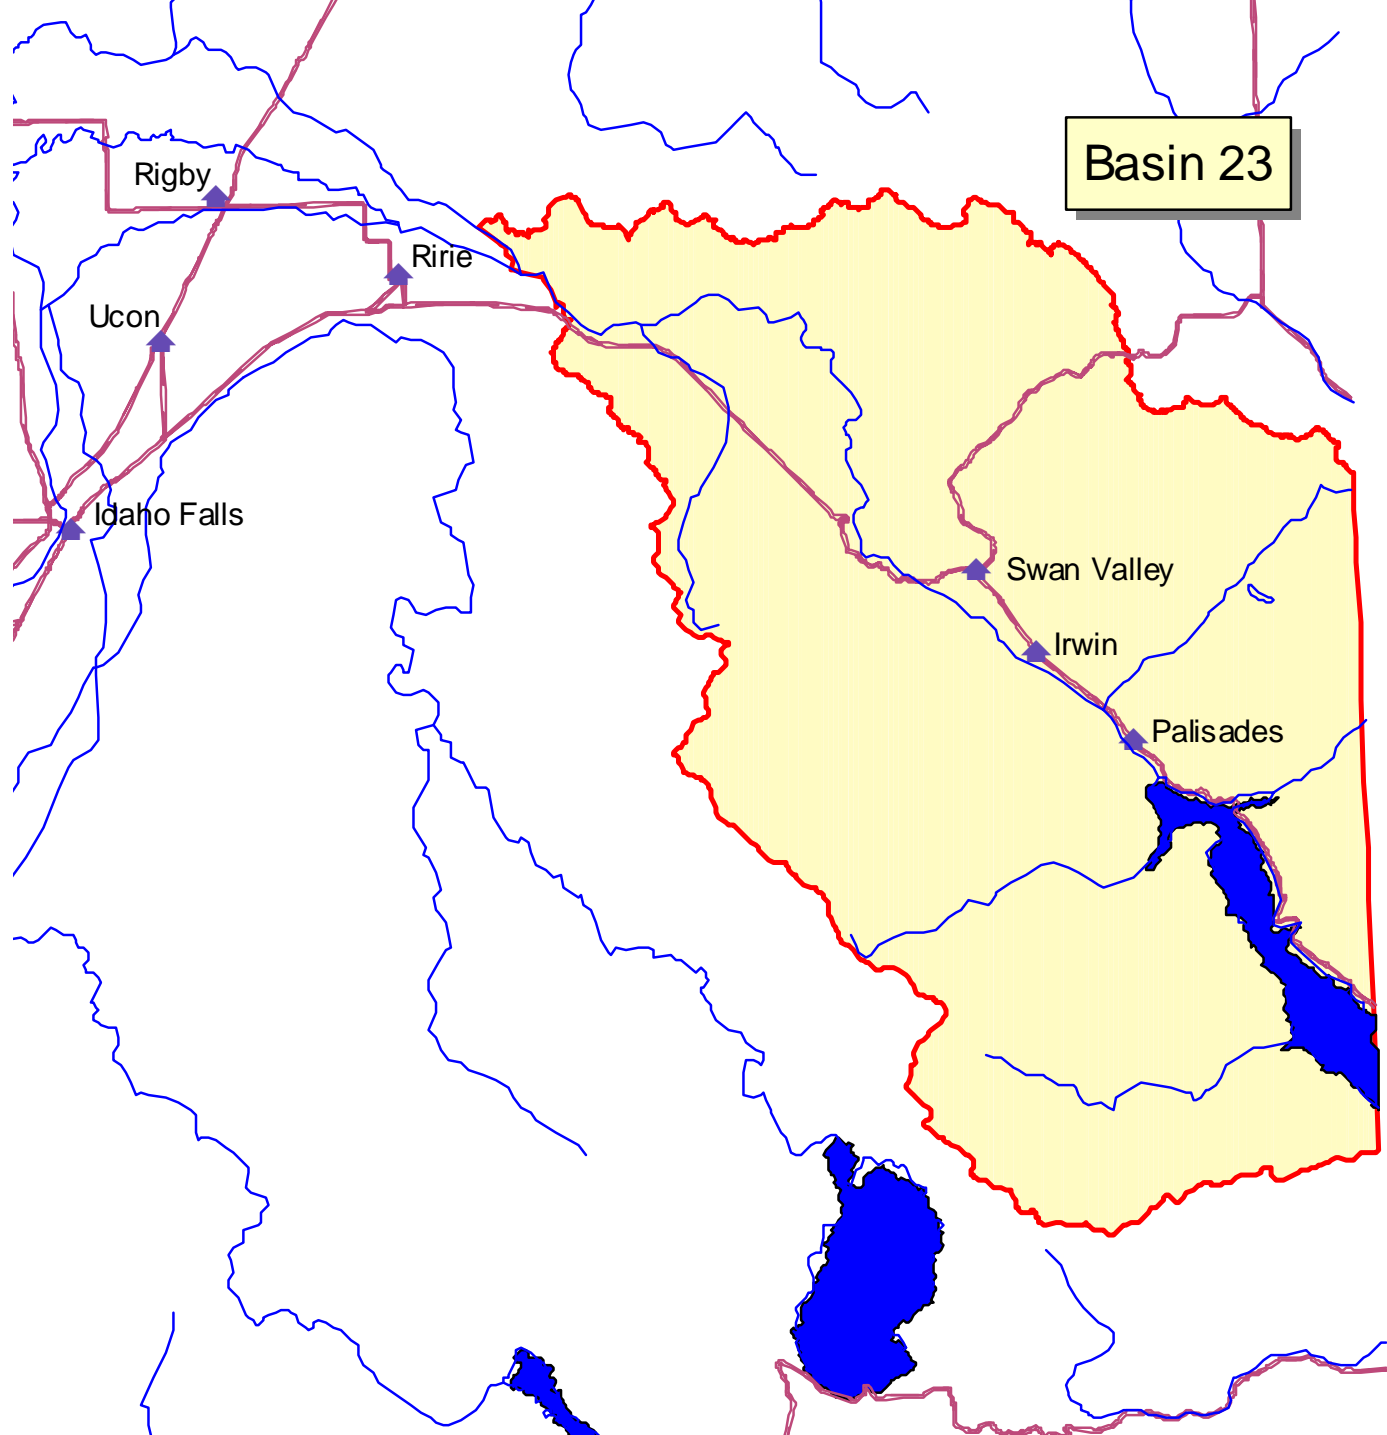 Basin 23
Rigby
Ririe
Ucon
Idaho Falls
Swan Valley
Irwin
Palisades